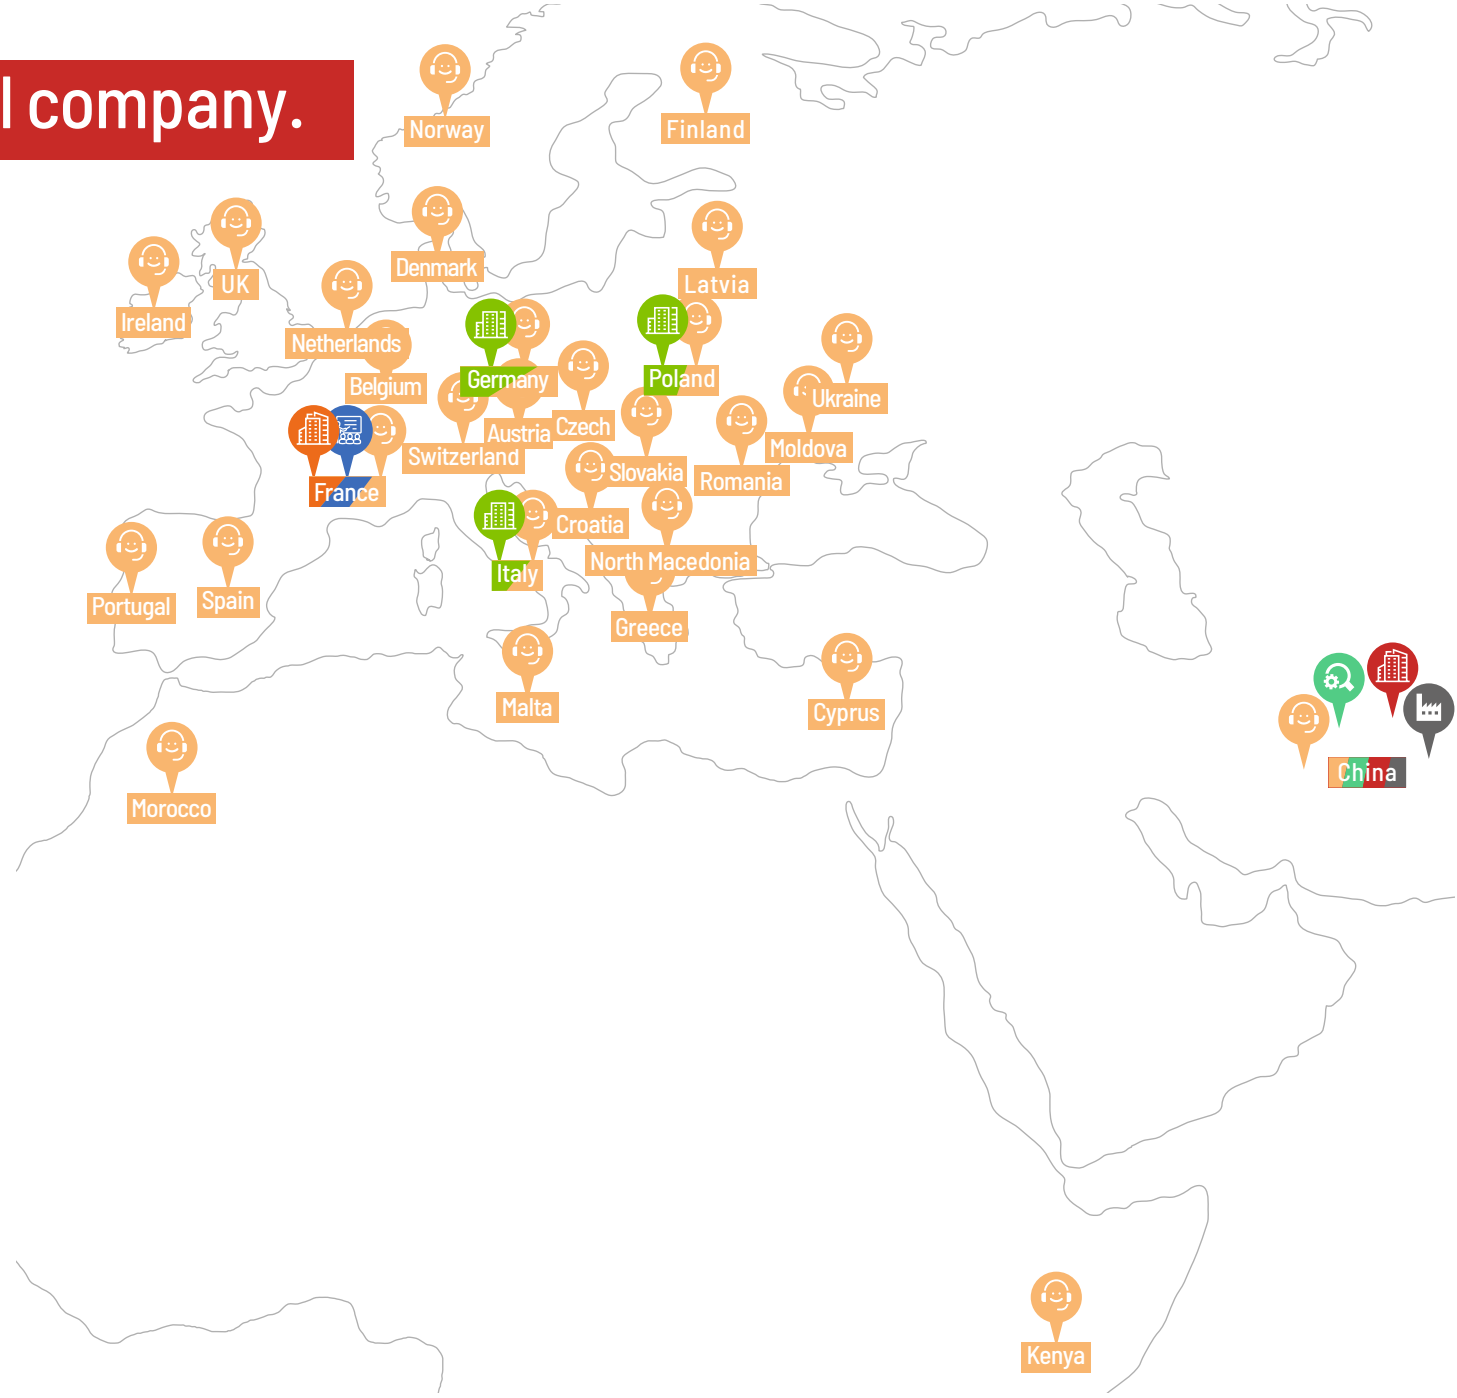 l company.
Norway
Finland
Denmark
UK
Latvia
Ireland
Netherlands
Belgium
Germany
Poland
Ukraine
Austria
Czech
Switzerland
Moldova
Slovakia
Romania
France
Croatia
North Macedonia
Italy
Portugal
Spain
Greece
Malta
Cyprus
China
Morocco
Kenya